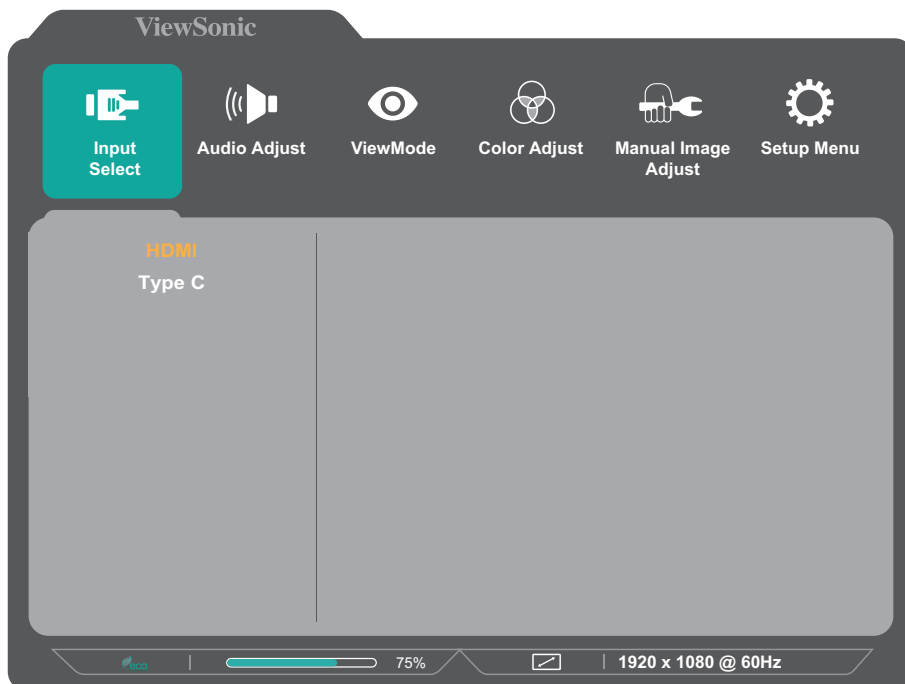 ViewSonic
Input
Select
Audio Adjust
ViewMode
Color Adjust
Manual Image
Adjust
Setup Menu
HDMI
Type C
eco
75%
1920 x 1080 @ 60Hz